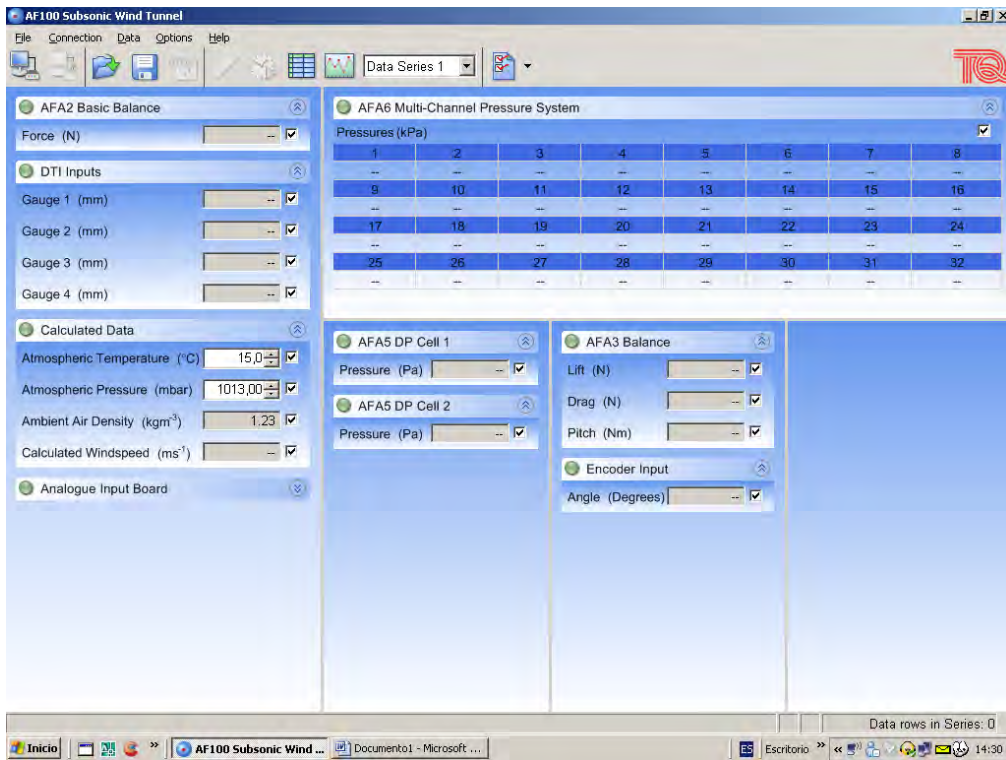 AF100 Subsonic Wind Tunnel
File Connection Data Options Help
Data Series 1
TQ
AFA2 Basic Balance
Force (N) --
DTI Inputs
Gauge 1 (mm) --
Gauge 2 (mm) --
Gauge 3 (mm) --
Gauge 4 (mm) --
Calculated Data
Atmospheric Temperature (°C) 15,0
Atmospheric Pressure (mbar) 1013,00
Ambient Air Density (kgm-3) 1.23
Calculated Windspeed (ms-1) --
Analogue Input Board
AFA6 Multi-Channel Pressure System
Pressures (kPa)
1 2 3 4 5 6 7 8
-- -- -- -- -- -- -- --
9 10 11 12 13 14 15 16
-- -- -- -- -- -- -- --
17 18 19 20 21 22 23 24
-- -- -- -- -- -- -- --
25 26 27 28 29 30 31 32
-- -- -- -- -- -- -- --
AFA5 DP Cell 1
Pressure (Pa) --
AFA5 DP Cell 2
Pressure (Pa) --
AFA3 Balance
Lift (N) --
Drag (N) --
Pitch (Nm) --
Encoder Input
Angle (Degrees) --
Data rows in Series: 0
Inicio » AF100 Subsonic Wind ... Documento1 - Microsoft ... ES Escritorio » « 14:30